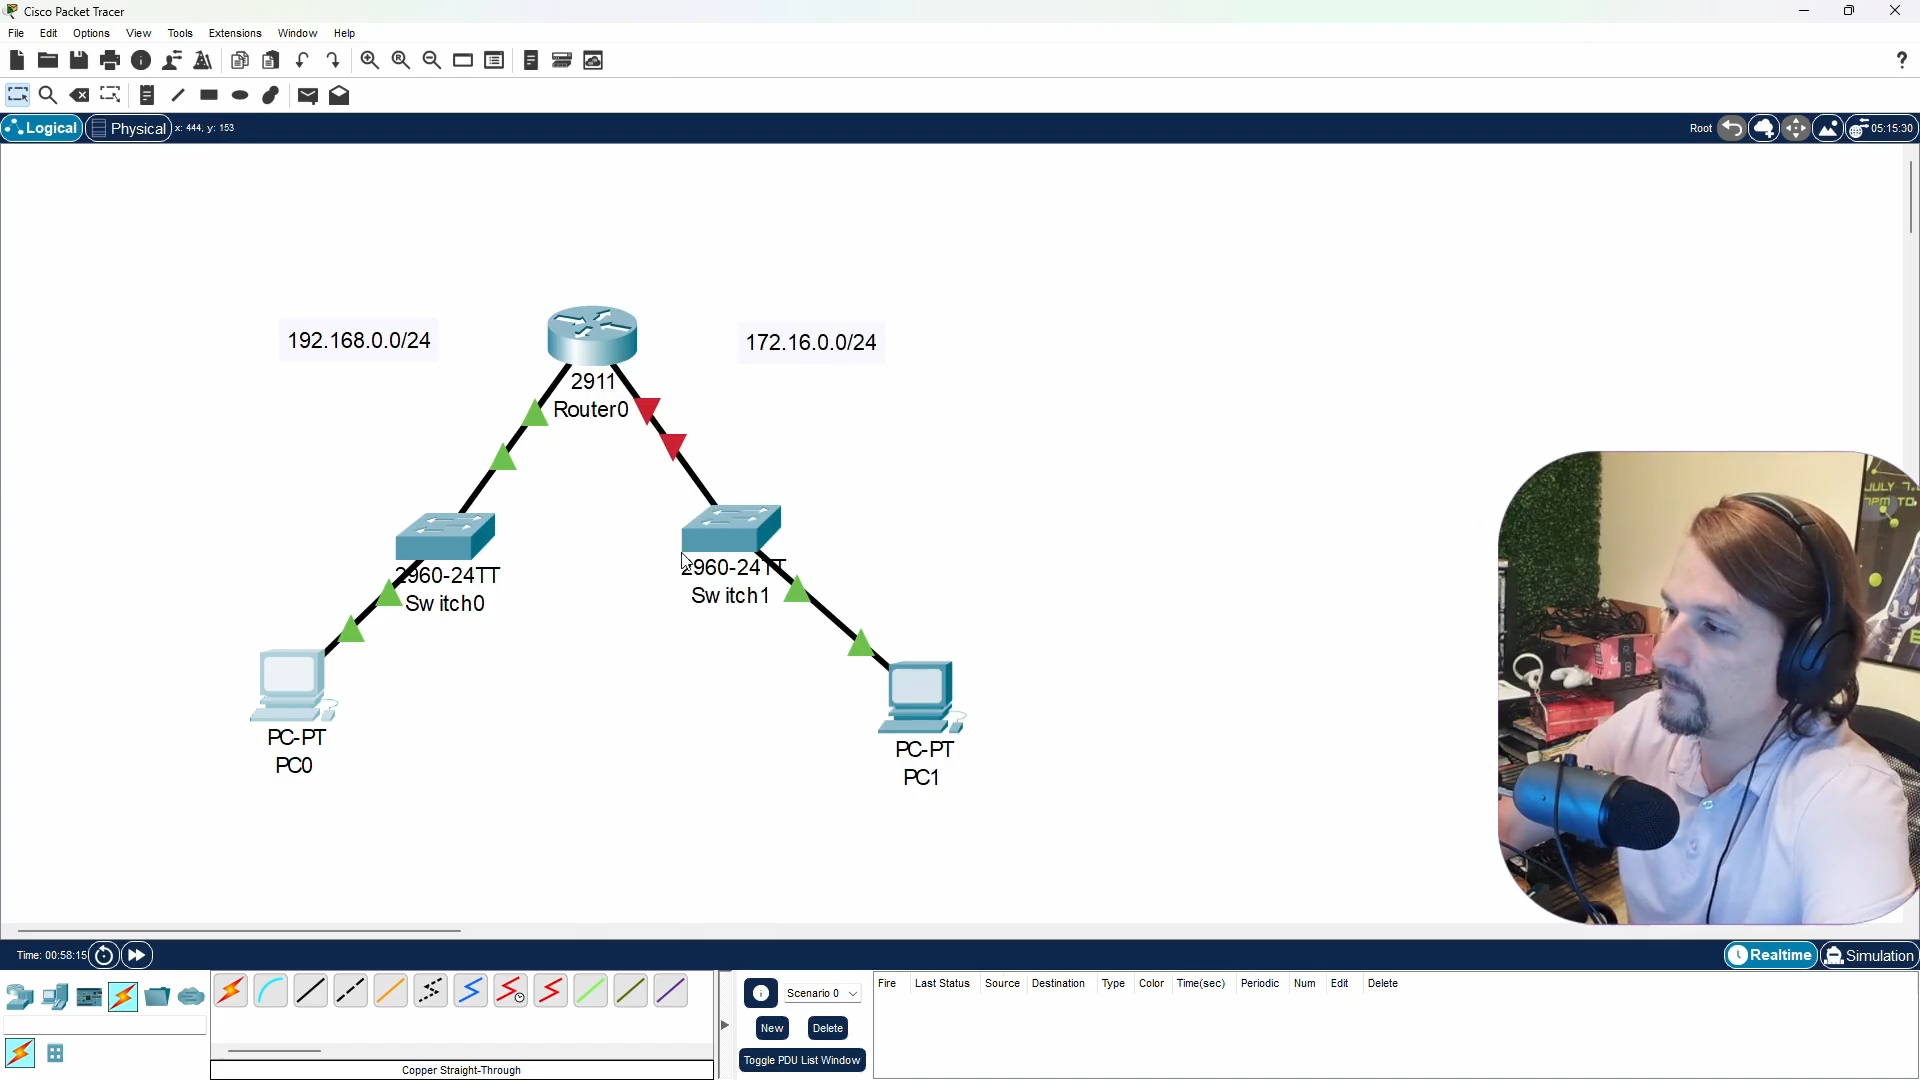 Cisco Packet Tracer
File Edit Options View Tools Extensions Window Help
?
Logical Physical x: 444, y: 153 Root 05:15:30
192.168.0.0/24
172.16.0.0/24
2911
Router0
2960-24TT
Switch0
2960-24TT
Switch1
PC-PT
PC0
PC-PT
PC1
JULY 7
Time: 00:58:15 Realtime Simulation
Scenario 0
New Delete
Toggle PDU List Window
Fire Last Status Source Destination Type Color Time(sec) Periodic Num Edit Delete
Copper Straight-Through